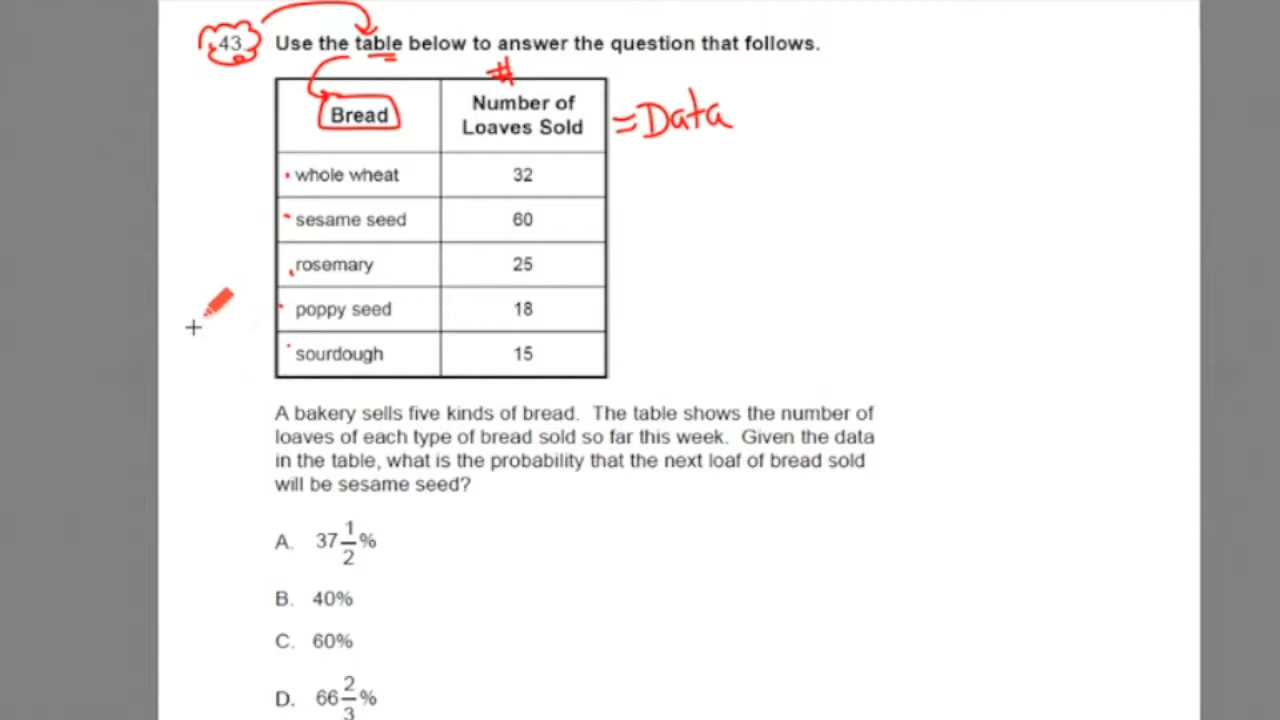 43. Use the table below to answer the question that follows.
#
Bread
Number of
Loaves Sold
= Data
whole wheat 32
sesame seed 60
rosemary 25
poppy seed 18
sourdough 15
A bakery sells five kinds of bread. The table shows the number of
loaves of each type of bread sold so far this week. Given the data
in the table, what is the probability that the next loaf of bread sold
will be sesame seed?
A. 37 1/2 %
B. 40%
C. 60%
D. 66 2/3 %